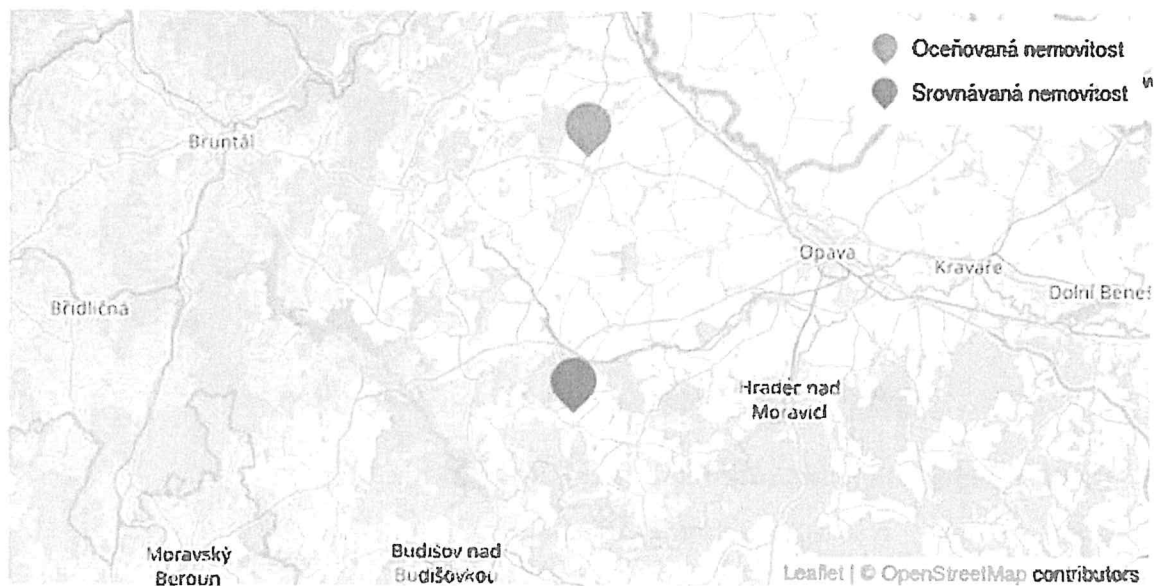 Oceňovaná nemovitost
Srovnávaná nemovitost
Bruntál
Opava
Kravaře
Břidličná
Dolní Beneš
Hradec nad
Moravicí
Moravský
Beroun
Budišov nad
Budišovkou
Leaflet | © OpenStreetMap contributors